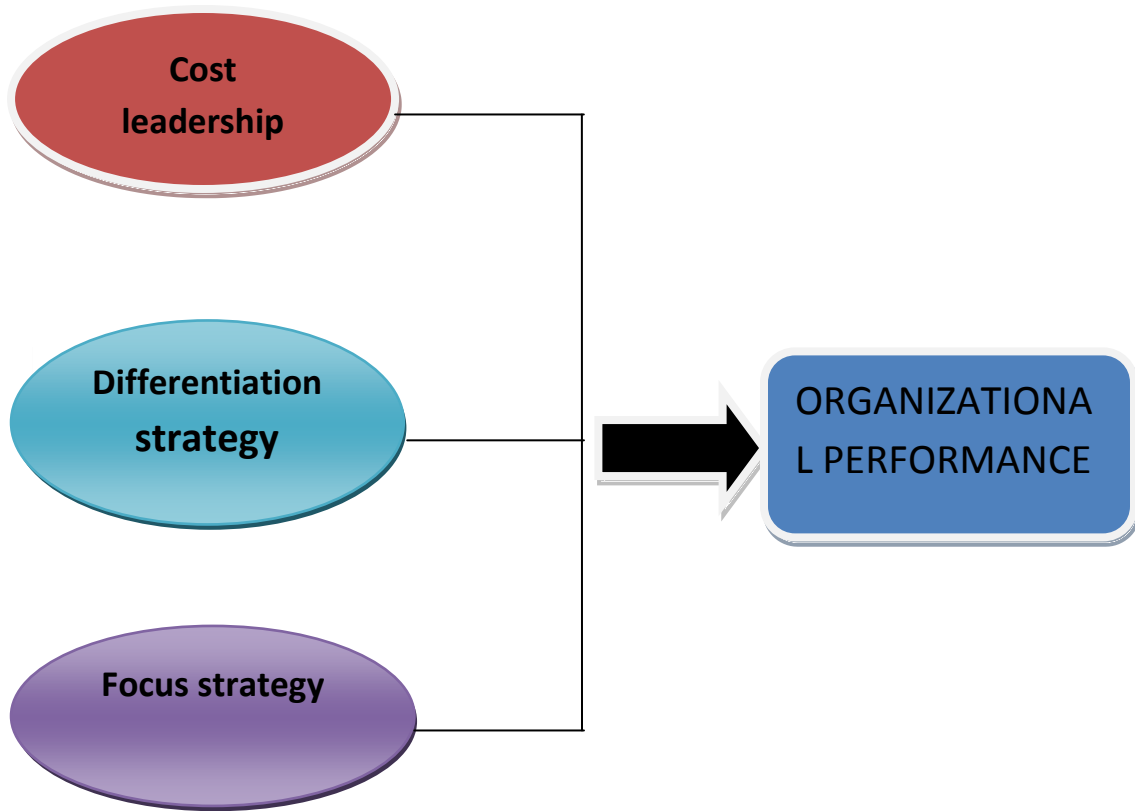 Cost
leadership
Differentiation
strategy
Focus strategy
ORGANIZATIONA
L PERFORMANCE